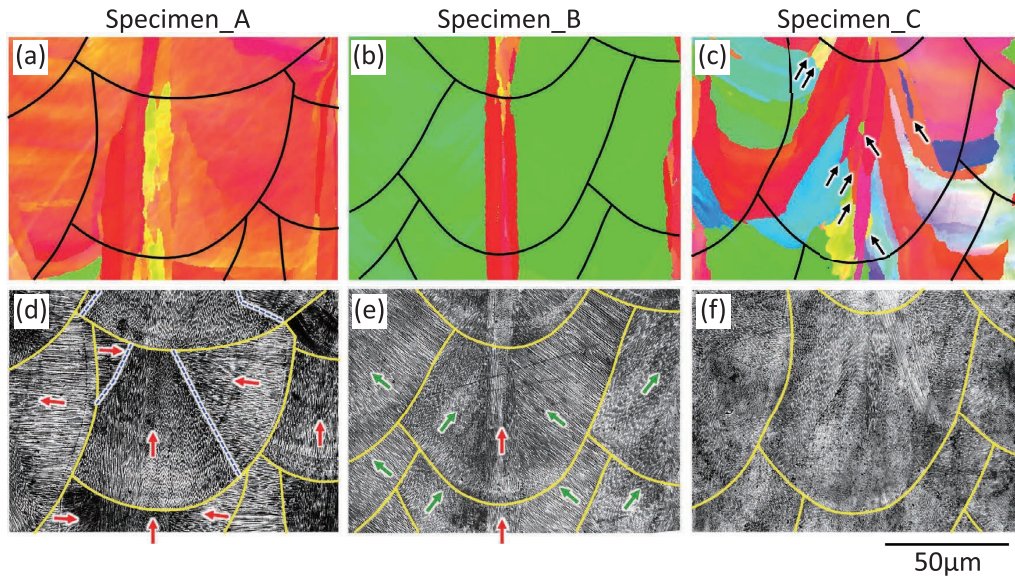 Specimen_A Specimen_B Specimen_C
(a) (b) (c)
(d) (e) (f)
50μm